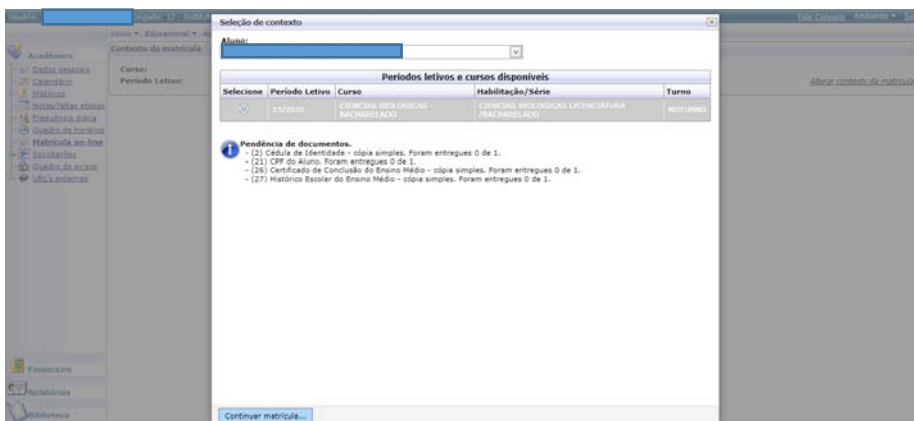 Seleção de contexto
Fale Conosco Ambiente
Início Educacional
Acadêmico
Contexto da matrícula
Aluno:
Dados pessoais
Curso:
Calendário
Período Letivo:
Alterar contexto da matrícula
Histórico
Notas/faltas etapas
Frequência diária
Quadro de horários
Matrícula on-line
Solicitações
Quadro de avisos
URL's externas
Períodos letivos e cursos disponíveis
Selecione Período Letivo Curso Habilitação/Série Turno
CIENCIAS BIOLOGICAS - BACHARELADO
CIENCIAS BIOLOGICAS LICENCIATURA /BACHARELADO
NOTURNO
Pendência de documentos.
- (2) Cédula de Identidade - cópia simples. Foram entregues 0 de 1.
- (21) CPF do Aluno. Foram entregues 0 de 1.
- (26) Certificado de Conclusão do Ensino Médio - cópia simples. Foram entregues 0 de 1.
- (27) Histórico Escolar do Ensino Médio - cópia simples. Foram entregues 0 de 1.
Financeiro
Relatórios
Biblioteca
Continuar matrícula...